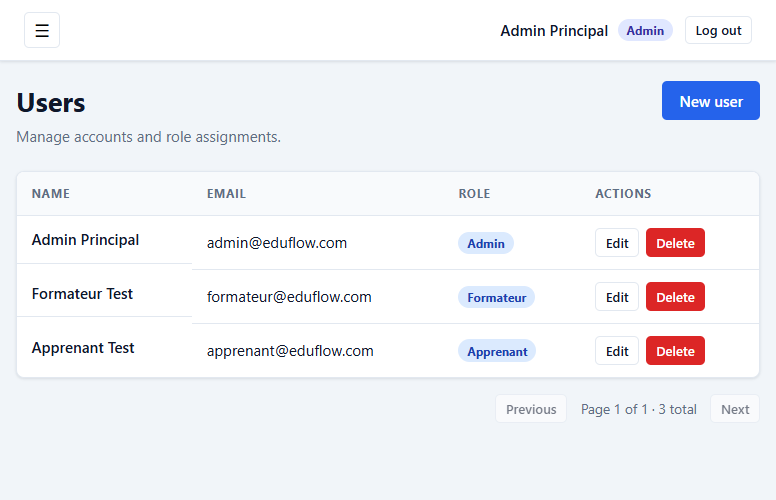 ☰ Admin Principal Admin Log out
Users
New user
Manage accounts and role assignments.
NAME EMAIL ROLE ACTIONS
Admin Principal admin@eduflow.com Admin Edit Delete
Formateur Test formateur@eduflow.com Formateur Edit Delete
Apprenant Test apprenant@eduflow.com Apprenant Edit Delete
Previous Page 1 of 1 · 3 total Next